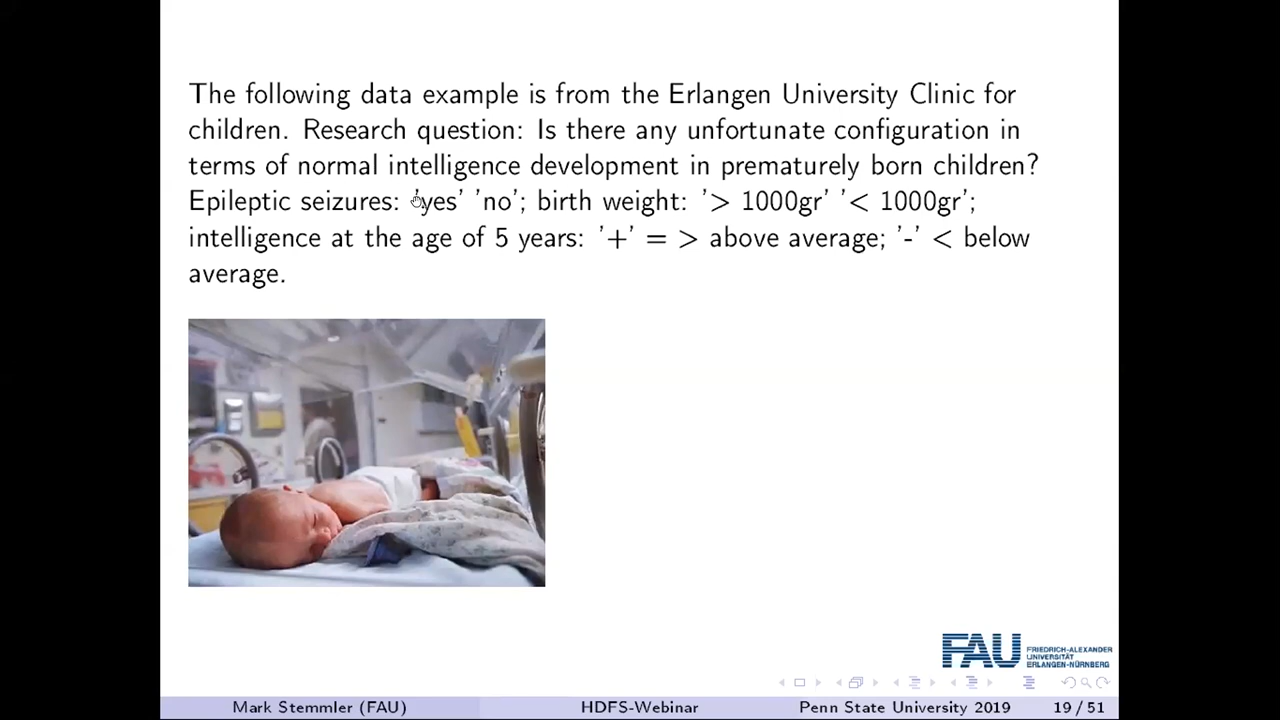 The following data example is from the Erlangen University Clinic for
children. Research question: Is there any unfortunate configuration in
terms of normal intelligence development in prematurely born children?
Epileptic seizures: 'yes' 'no'; birth weight: '> 1000gr' '< 1000gr';
intelligence at the age of 5 years: '+' = > above average; '-' < below
average.
FAU
FRIEDRICH-ALEXANDER
UNIVERSITÄT
ERLANGEN-NÜRNBERG
Mark Stemmler (FAU) HDFS-Webinar Penn State University 2019 19 / 51